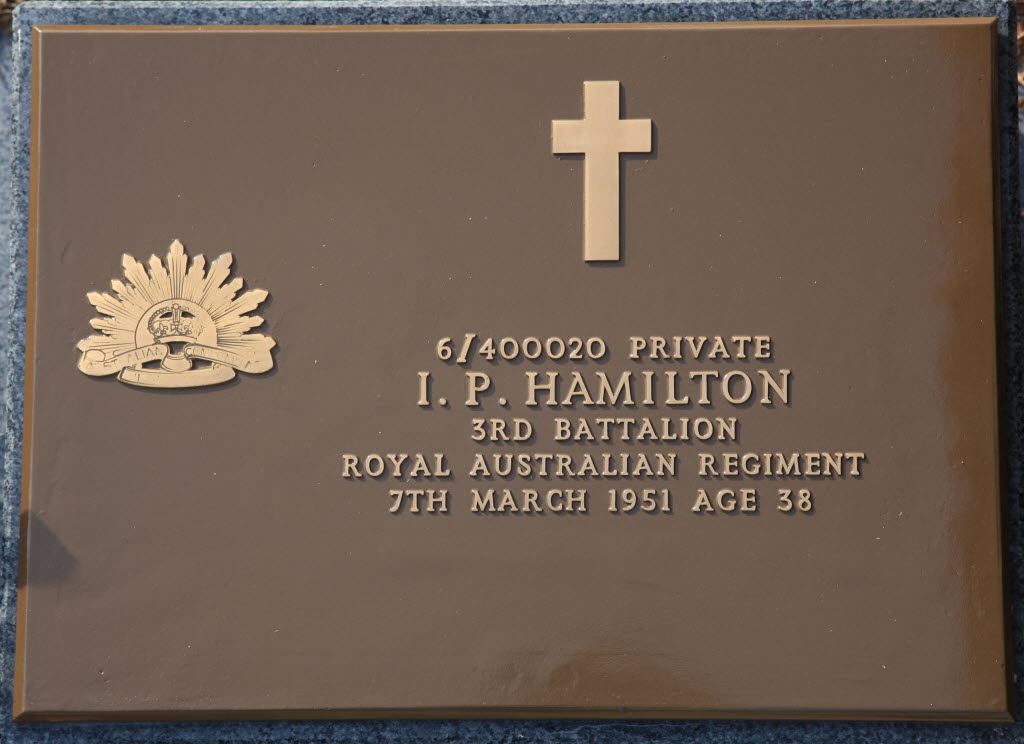 6/400020 PRIVATE
I. P. HAMILTON
3RD BATTALION
ROYAL AUSTRALIAN REGIMENT
7TH MARCH 1951 AGE 38